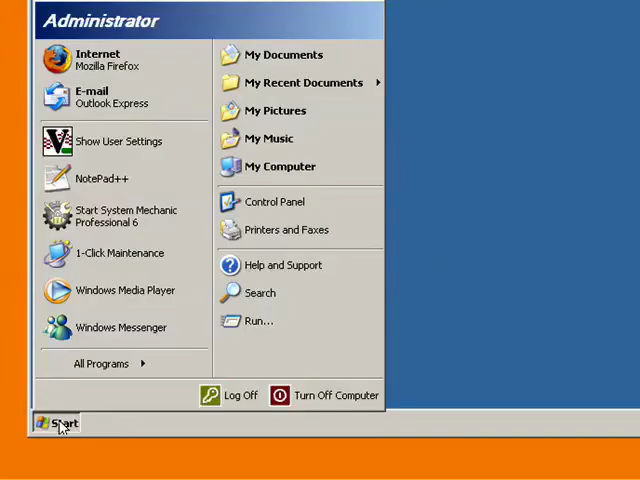 Administrator
Internet
Mozilla Firefox
E-mail
Outlook Express
Show User Settings
NotePad++
Start System Mechanic
Professional 6
1-Click Maintenance
Windows Media Player
Windows Messenger
All Programs
My Documents
My Recent Documents
My Pictures
My Music
My Computer
Control Panel
Printers and Faxes
Help and Support
Search
Run...
Log Off
Turn Off Computer
Start